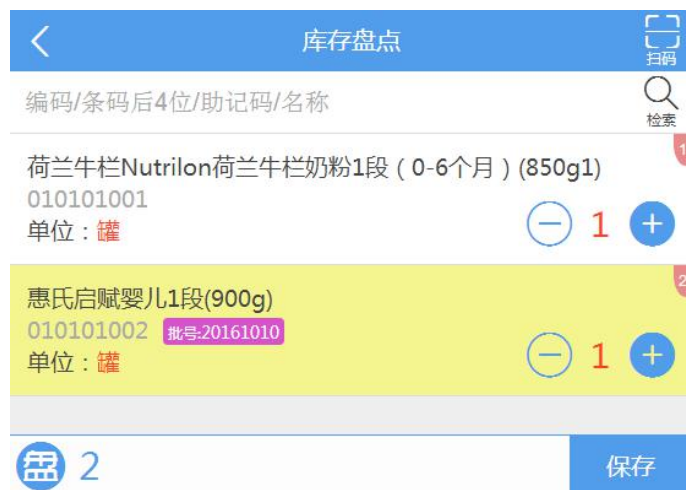 库存盘点
扫码
编码/条码后4位/助记码/名称
检索
1
荷兰牛栏Nutrilon荷兰牛栏奶粉1段（0-6个月）(850g1)
010101001
单位：罐
1
2
惠氏启赋婴儿1段(900g)
010101002 批号:20161010
单位：罐
1
盘 2
保存